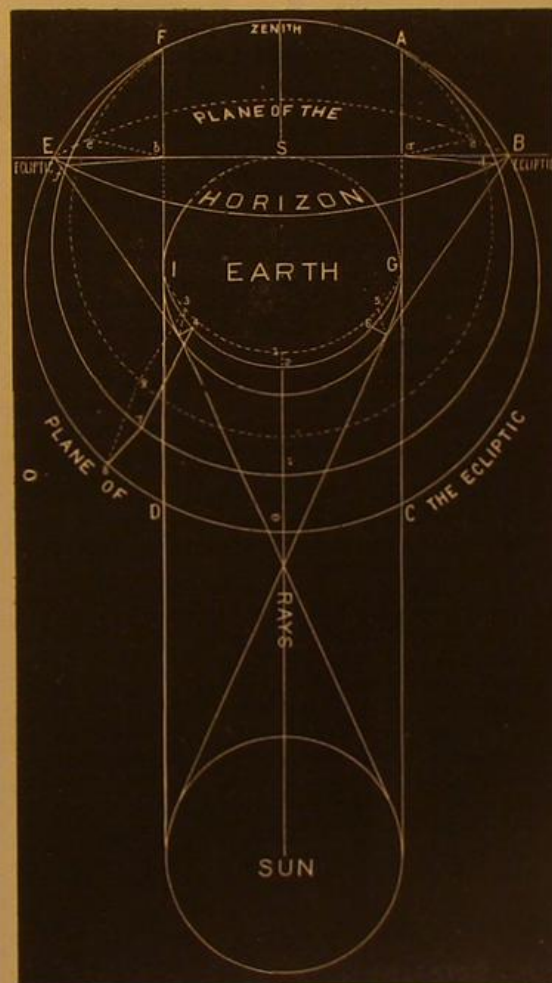 F
ZENITH
A
PLANE OF THE
E
B
S
ECLIPTIC
ECLIPTIC
HORIZON
I
EARTH
G
PLANE OF
THE ECLIPTIC
D
C
RAYS
SUN